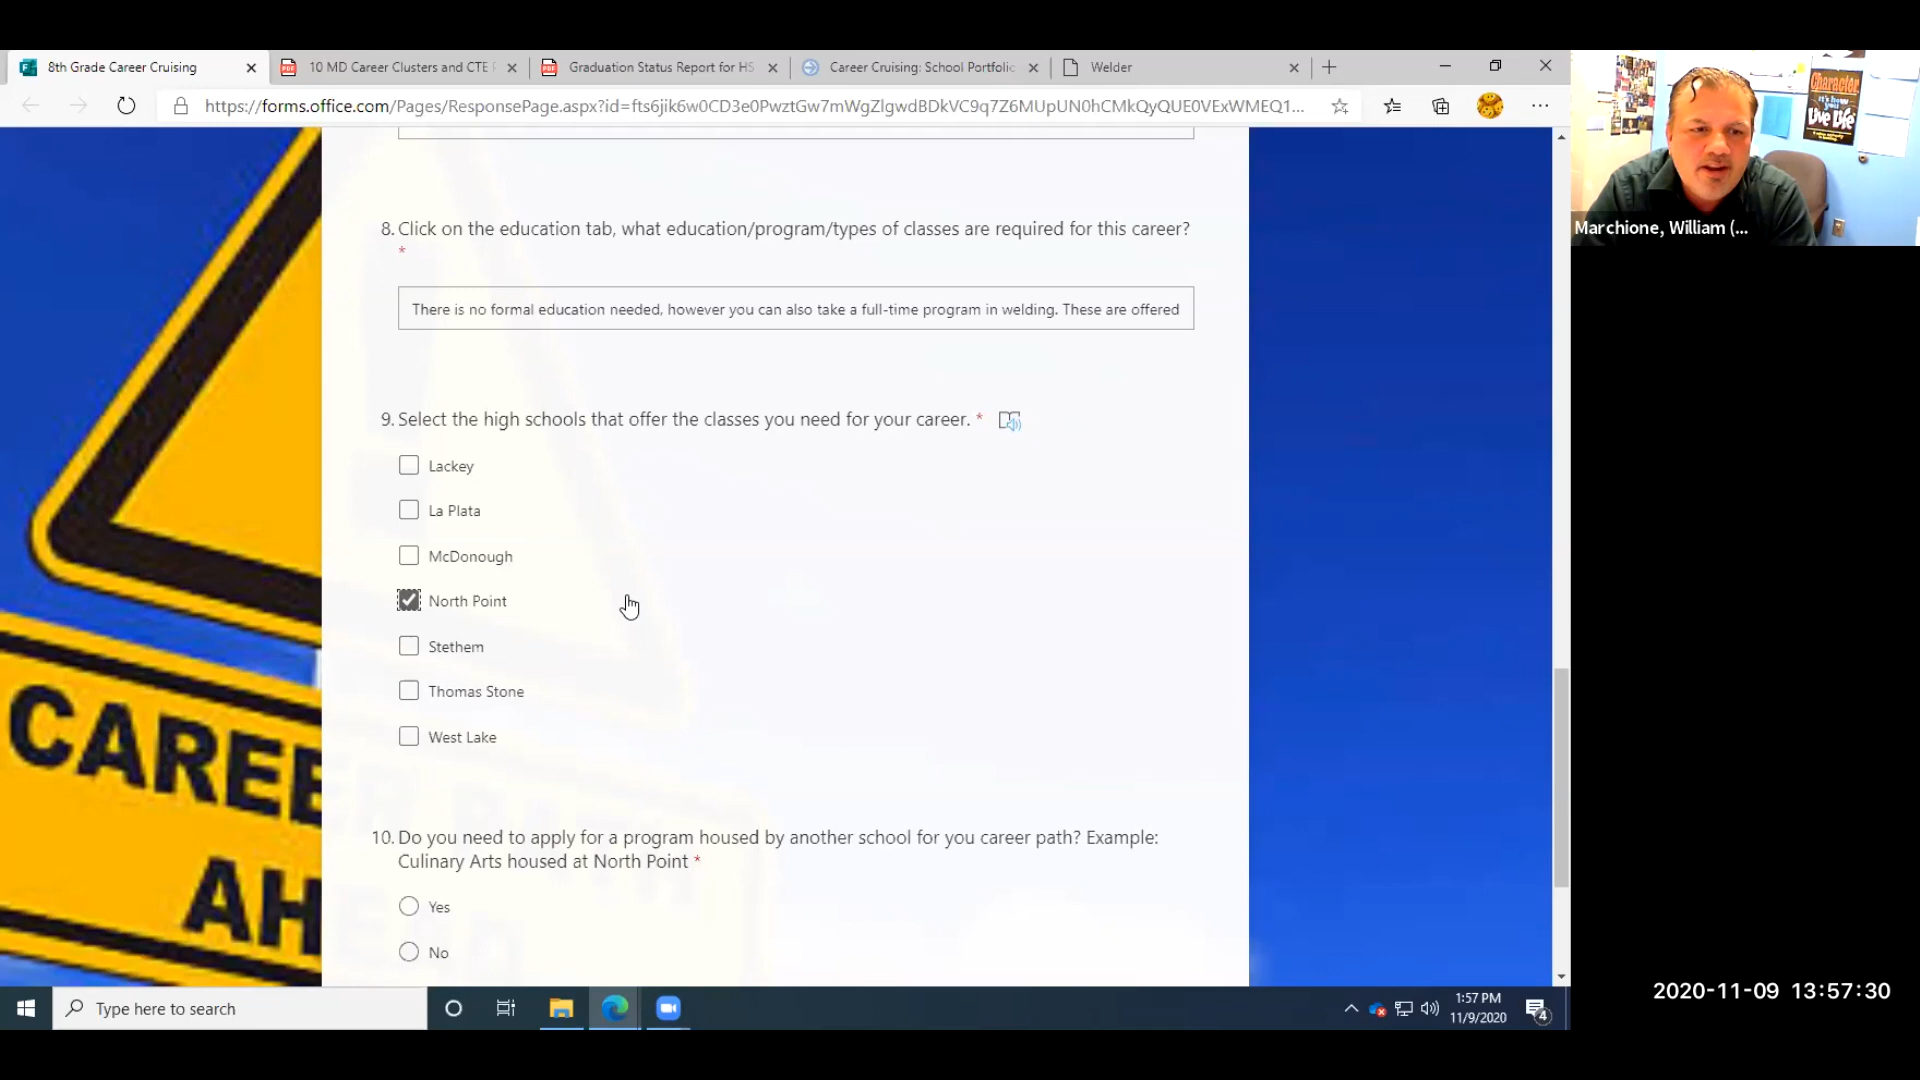 8th Grade Career Cruising
10 MD Career Clusters and CTE
Graduation Status Report for HS
Career Cruising: School Portfolio
Welder
https://forms.office.com/Pages/ResponsePage.aspx?id=fts6jik6w0CD3e0PwztGw7mWgZlgwdBDkVC9q7Z6MUpUN0hCMkQyQUE0VExWMEQ1...
Character
it's how you
Live Life
Marchione, William (...
8. Click on the education tab, what education/program/types of classes are required for this career?
*
There is no formal education needed, however you can also take a full-time program in welding. These are offered
9. Select the high schools that offer the classes you need for your career. *
Lackey
La Plata
McDonough
North Point
Stethem
Thomas Stone
West Lake
10. Do you need to apply for a program housed by another school for you career path? Example:
Culinary Arts housed at North Point *
Yes
No
CAREE
AH
Type here to search
1:57 PM
11/9/2020
4
2020-11-09 13:57:30